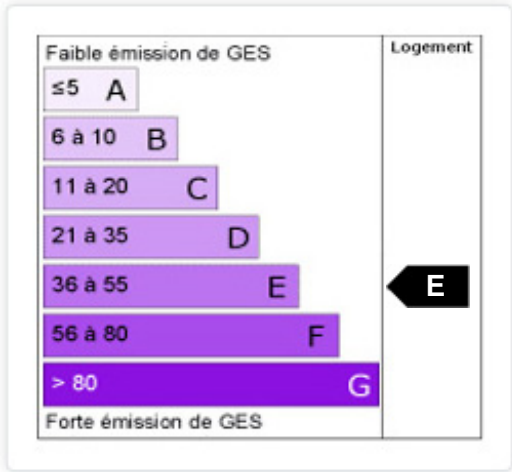 Faible émission de GES
Logement
≤5 A
6 à 10 B
11 à 20 C
21 à 35 D
36 à 55 E
E
56 à 80 F
> 80 G
Forte émission de GES